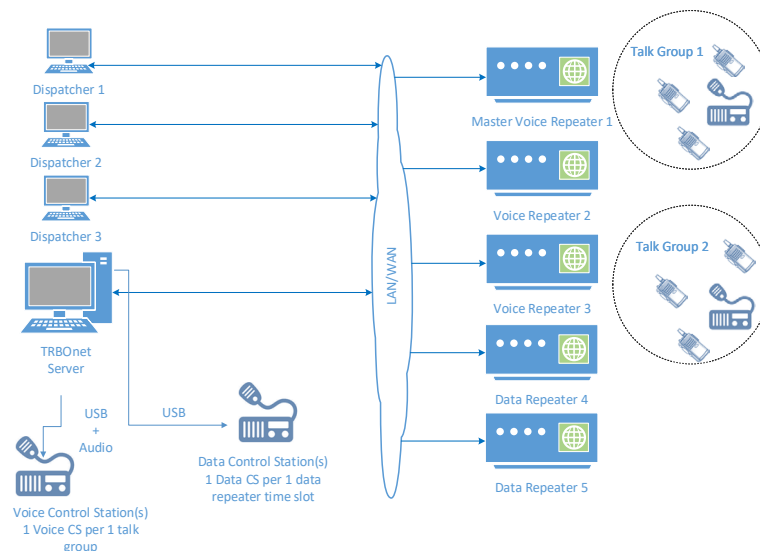 Dispatcher 1
Dispatcher 2
Dispatcher 3
TRBOnet
Server
USB
+
Audio
USB
Voice Control Station(s)
1 Voice CS per 1 talk
group
Data Control Station(s)
1 Data CS per 1 data
repeater time slot
LAN/WAN
Master Voice Repeater 1
Voice Repeater 2
Voice Repeater 3
Data Repeater 4
Data Repeater 5
Talk Group 1
Talk Group 2